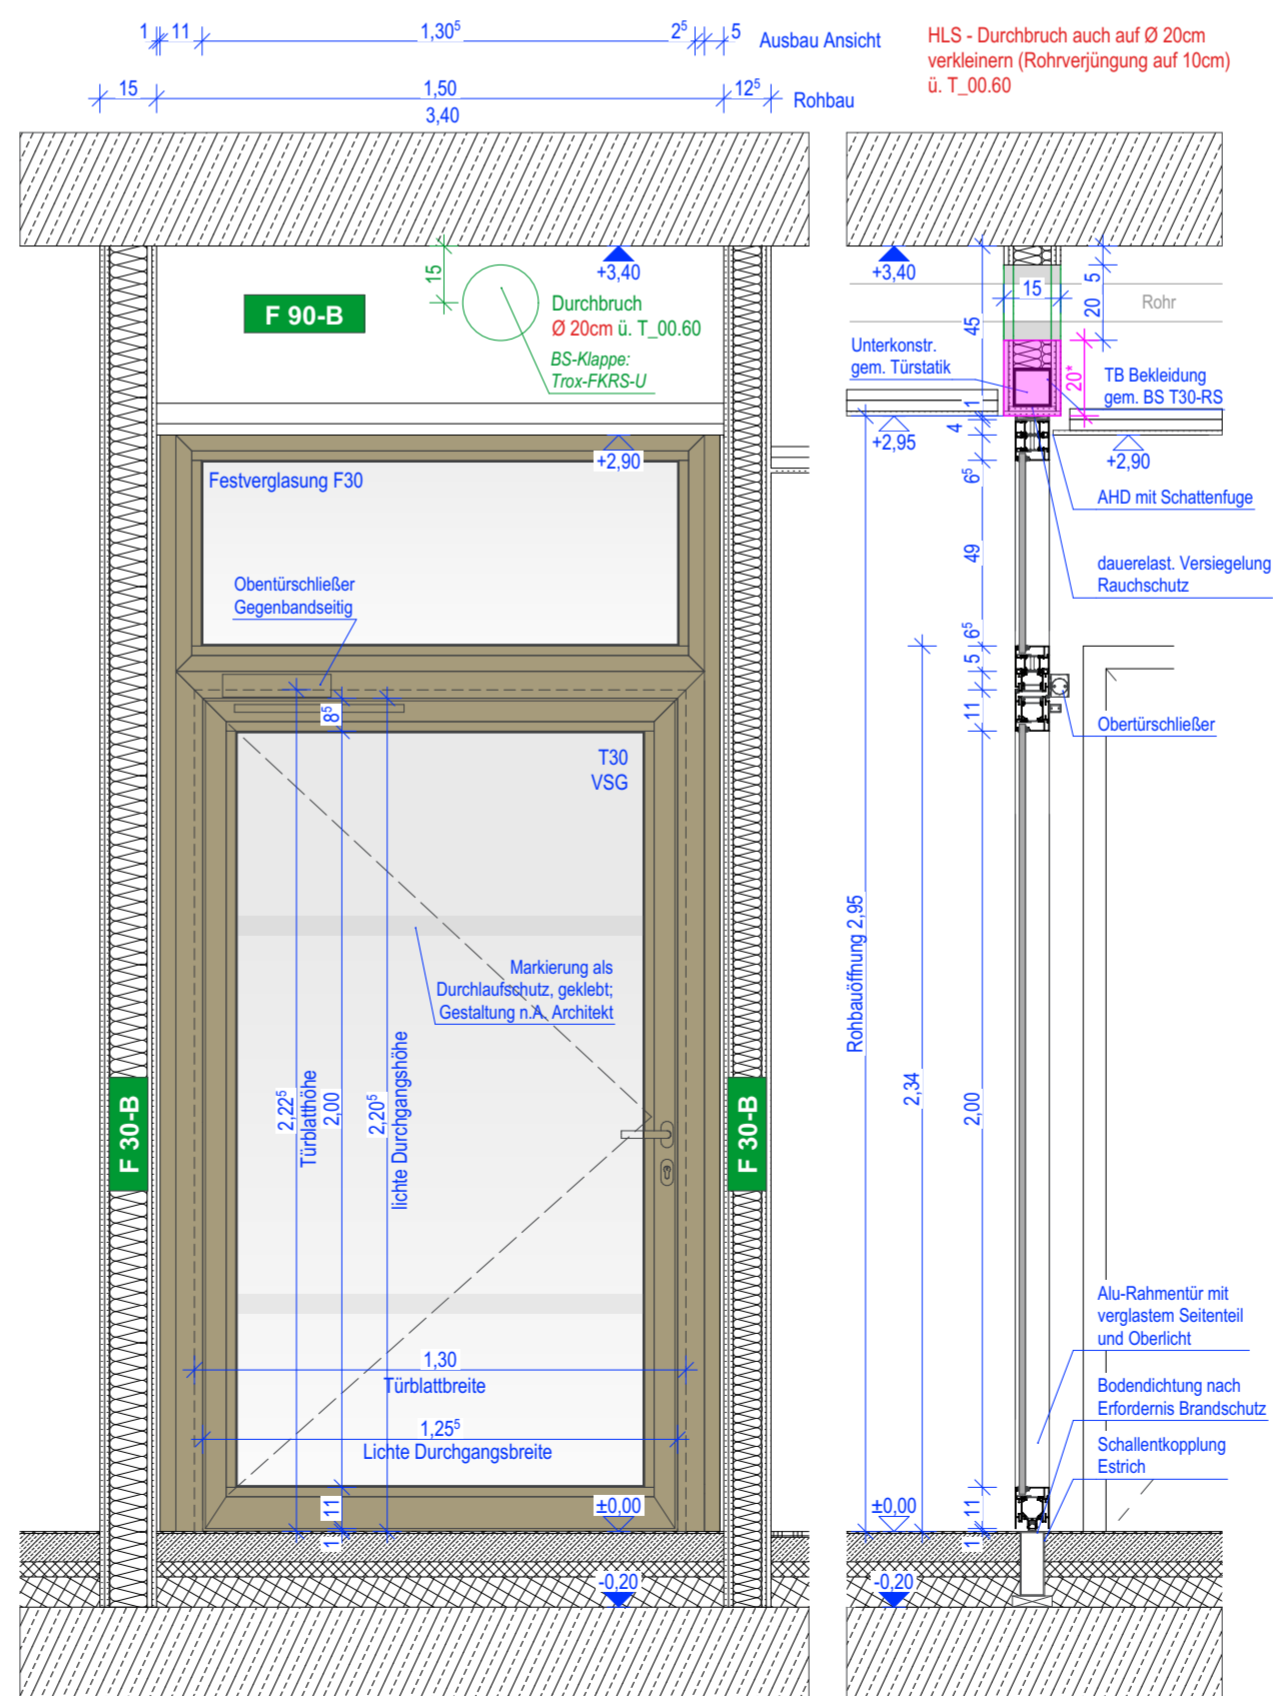 1 11 1,30⁵ 2⁵ 5 Ausbau Ansicht
15 1,50 12⁵ Rohbau
3,40
HLS - Durchbruch auch auf Ø 20cm
verkleinern (Rohrverjüngung auf 10cm)
ü. T_00.60
+3,40
15
F 90-B
Durchbruch
Ø 20cm ü. T_00.60
BS-Klappe:
Trox-FKRS-U
+2,90
Festverglasung F30
Obentürschließer
Gegenbandseitig
8⁵
T30
VSG
Markierung als
Durchlaufschutz, geklebt;
Gestaltung n.A. Architekt
2,22⁵
Türblatthöhe
2,00
2,20⁵
lichte Durchgangshöhe
F 30-B
F 30-B
1,30
Türblattbreite
1,25⁵
Lichte Durchgangsbreite
11
1
±0,00
-0,20
+3,40
45
15
5
20
Rohr
Unterkonstr.
gem. Türstatik
20*
TB Bekleidung
gem. BS T30-RS
1
4
+2,95
+2,90
6⁵
AHD mit Schattenfuge
49
dauerelast. Versiegelung
Rauchschutz
6⁵
5
11
Obertürschließer
Rohbauöffnung 2,95
2,34
2,00
Alu-Rahmentür mit
verglastem Seitenteil
und Oberlicht
Bodendichtung nach
Erfordernis Brandschutz
Schallentkopplung
Estrich
11
1
±0,00
-0,20